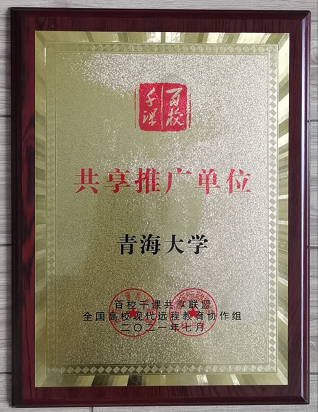 百校
千课
共享推广单位
青海大学
百校千课共享联盟
全国高校现代远程教育协作组
二〇二一年七月